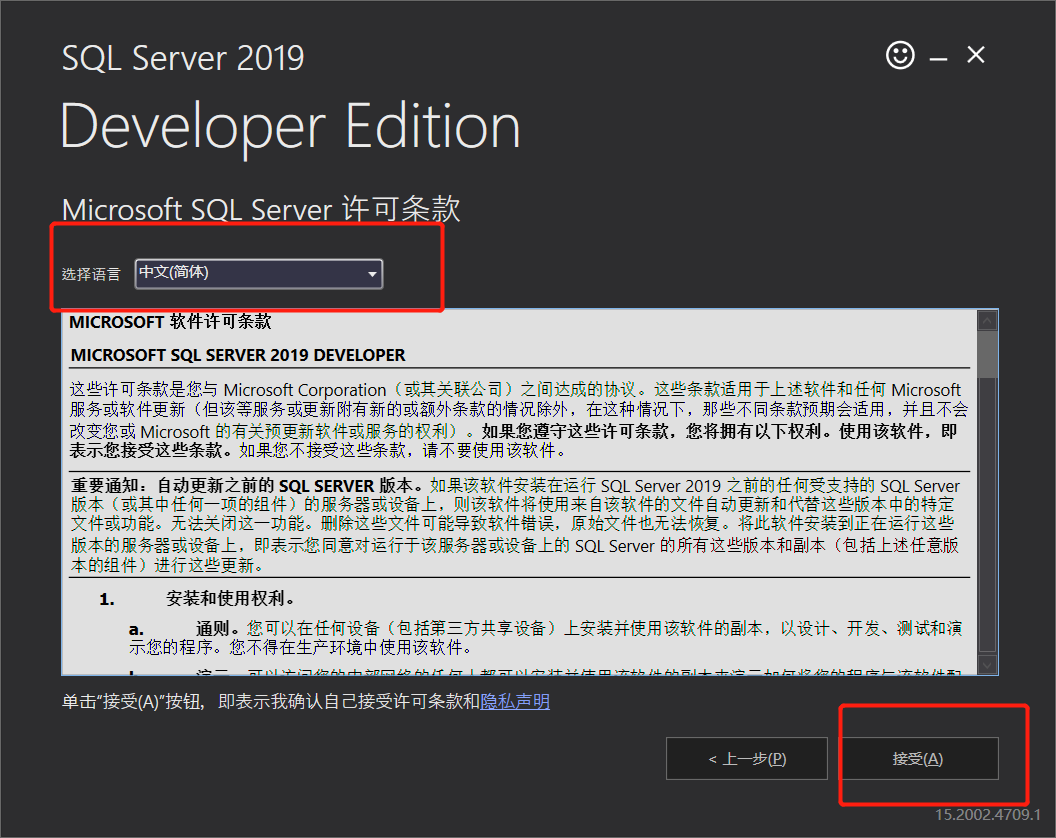 SQL Server 2019
Developer Edition
Microsoft SQL Server 许可条款
选择语言 中文(简体)
MICROSOFT 软件许可条款
MICROSOFT SQL SERVER 2019 DEVELOPER
这些许可条款是您与 Microsoft Corporation（或其关联公司）之间达成的协议。这些条款适用于上述软件和任何 Microsoft
服务或软件更新（但该等服务或更新附有新的或额外条款的情况除外，在这种情况下，那些不同条款预期会适用，并且不会
改变您或 Microsoft 的有关预更新软件或服务的权利）。如果您遵守这些许可条款，您将拥有以下权利。使用该软件，即
表示您接受这些条款。如果您不接受这些条款，请不要使用该软件。
重要通知：自动更新之前的 SQL SERVER 版本。如果该软件安装在运行 SQL Server 2019 之前的任何受支持的 SQL Server
版本（或其中任何一项的组件）的服务器或设备上，则该软件将使用来自该软件的文件自动更新和代替这些版本中的特定
文件或功能。无法关闭这一功能。删除这些文件可能导致软件错误，原始文件也无法恢复。将此软件安装到正在运行这些
版本的服务器或设备上，即表示您同意对运行于该服务器或设备上的 SQL Server 的所有这些版本和副本（包括上述任意版
本的组件）进行这些更新。
1. 安装和使用权利。
a. 通则。您可以在任何设备（包括第三方共享设备）上安装并使用该软件的副本，以设计、开发、测试和演
示您的程序。您不得在生产环境中使用该软件。
单击“接受(A)”按钮，即表示我确认自己接受许可条款和隐私声明
< 上一步(P) 接受(A)
15.2002.4709.1